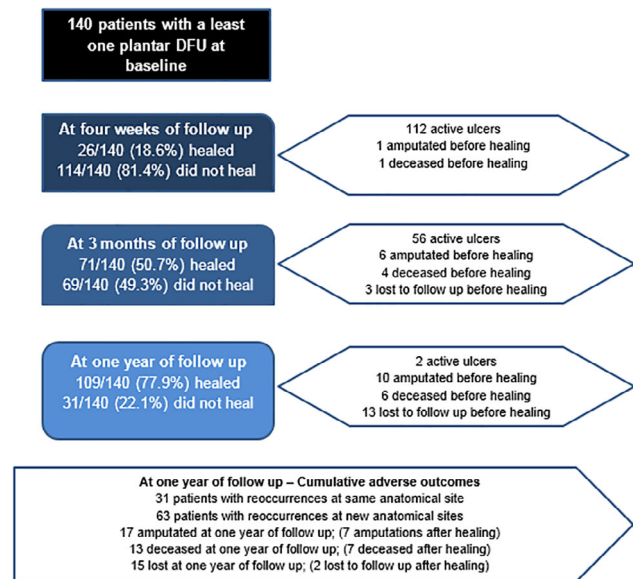 140 patients with a least
one plantar DFU at
baseline
At four weeks of follow up
26/140 (18.6%) healed
114/140 (81.4%) did not heal
112 active ulcers
1 amputated before healing
1 deceased before healing
At 3 months of follow up
71/140 (50.7%) healed
69/140 (49.3%) did not heal
56 active ulcers
6 amputated before healing
4 deceased before healing
3 lost to follow up before healing
At one year of follow up
109/140 (77.9%) healed
31/140 (22.1%) did not heal
2 active ulcers
10 amputated before healing
6 deceased before healing
13 lost to follow up before healing
At one year of follow up – Cumulative adverse outcomes
31 patients with reoccurrences at same anatomical site
63 patients with reoccurrences at new anatomical sites
17 amputated at one year of follow up; (7 amputations after healing)
13 deceased at one year of follow up; (7 deceased after healing)
15 lost at one year of follow up; (2 lost to follow up after healing)